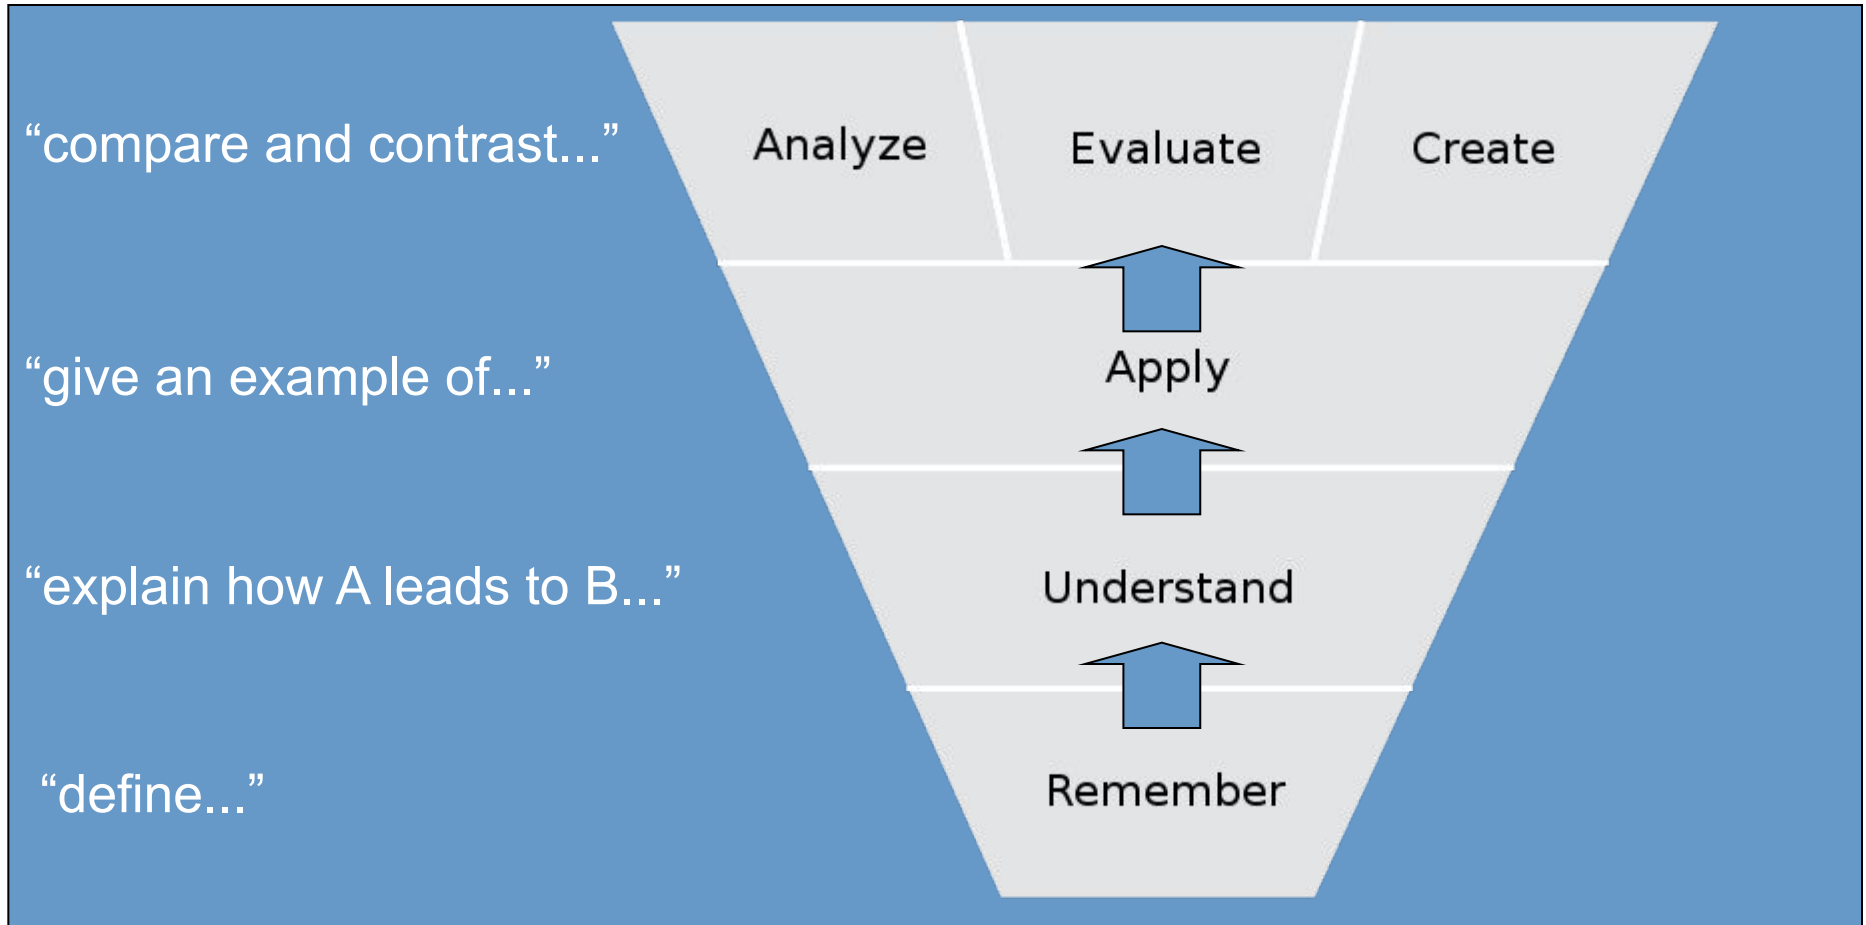 “compare and contrast...” Analyze Evaluate Create
“give an example of...” Apply
“explain how A leads to B...” Understand
“define...” Remember